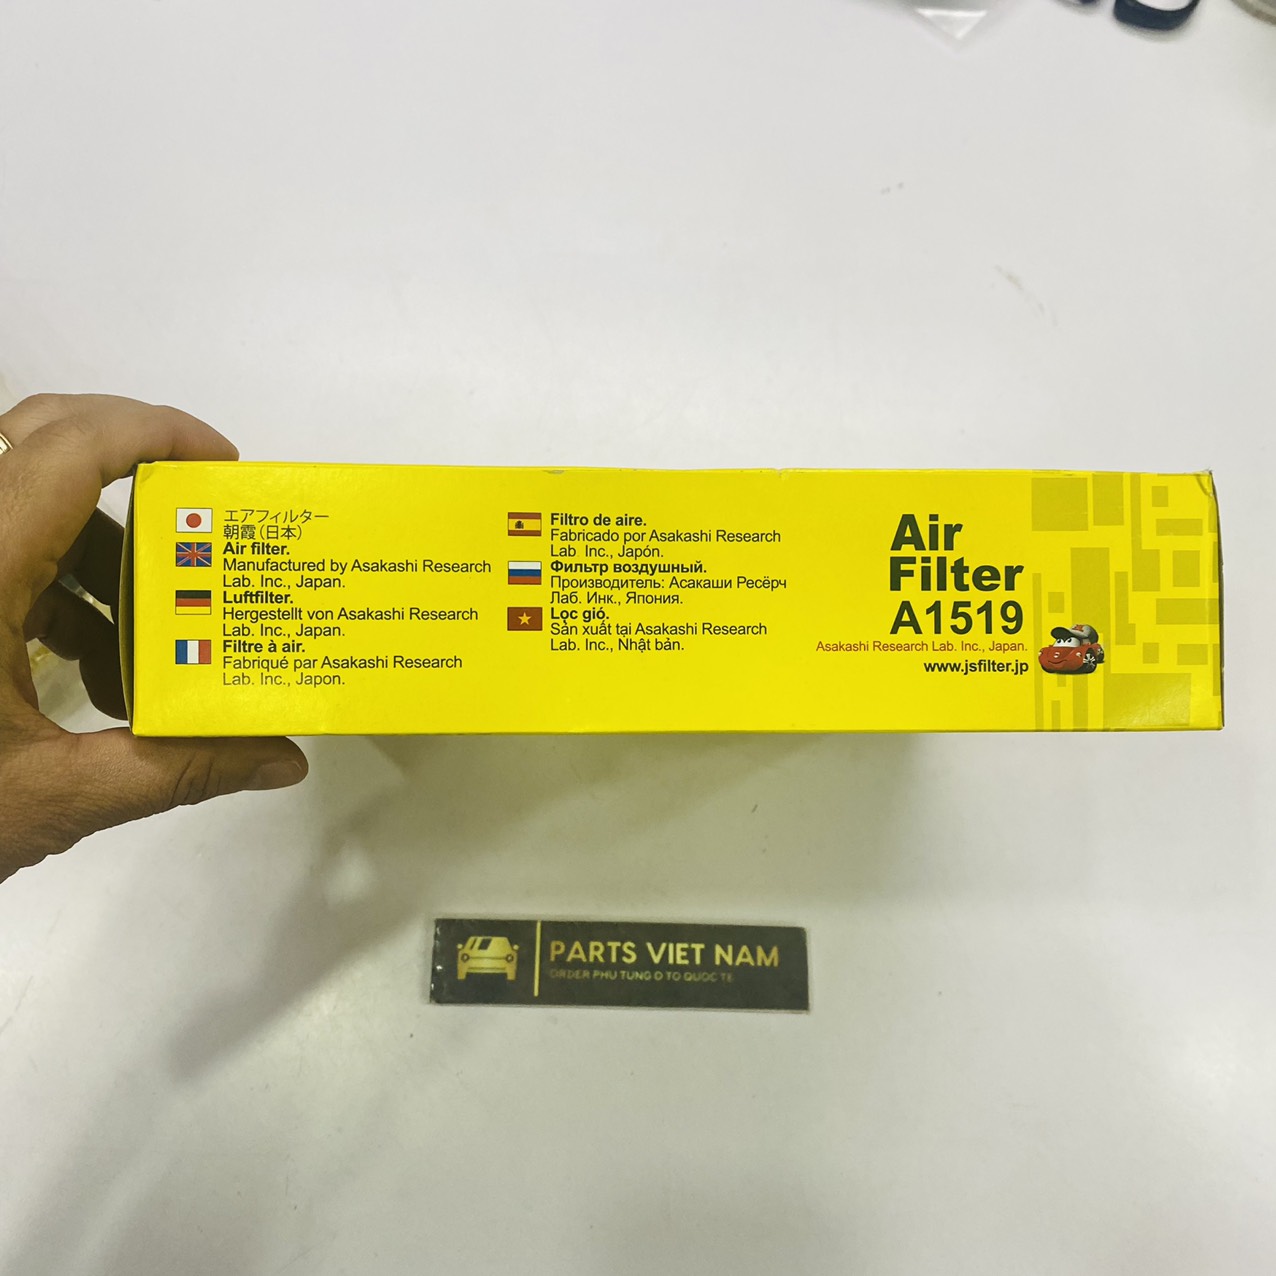 エアフィルター
朝霞(日本)
Air filter.
Manufactured by Asakashi Research
Lab. Inc., Japan.
Luftfilter.
Hergestellt von Asakashi Research
Lab. Inc., Japan.
Filtre à air.
Fabriqué par Asakashi Research
Lab. Inc., Japon.
Filtro de aire.
Fabricado por Asakashi Research
Lab Inc., Japón.
Фильтр воздушный.
Производитель: Асакаши Ресёрч
Лаб. Инк., Япония.
Lọc gió.
Sản xuất tại Asakashi Research
Lab. Inc., Nhật bản.
Air
Filter
A1519
Asakashi Research Lab. Inc., Japan.
www.jsfilter.jp
PARTS VIET NAM
ORDER PHU TUNG O TO QUOC TE